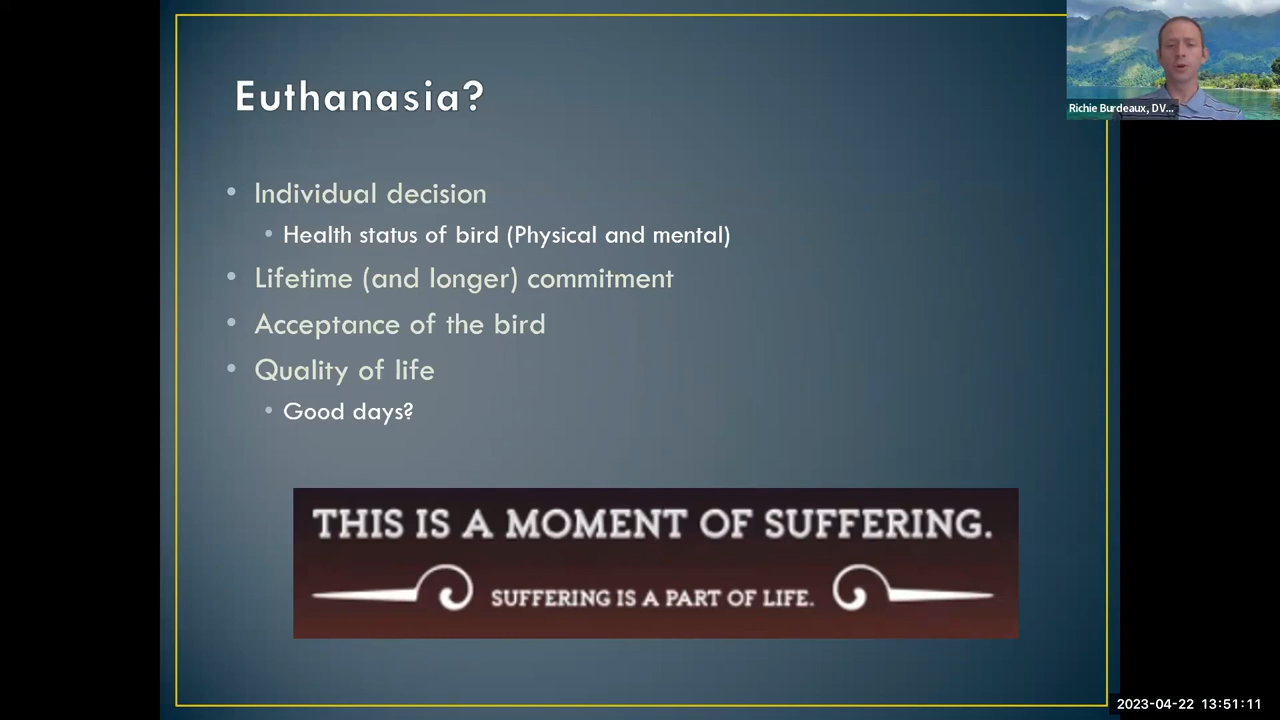 Euthanasia?
• Individual decision
• Health status of bird (Physical and mental)
• Lifetime (and longer) commitment
• Acceptance of the bird
• Quality of life
• Good days?
THIS IS A MOMENT OF SUFFERING.
SUFFERING IS A PART OF LIFE.
Richie Burdeaux, DV...
2023-04-22 13:51:11